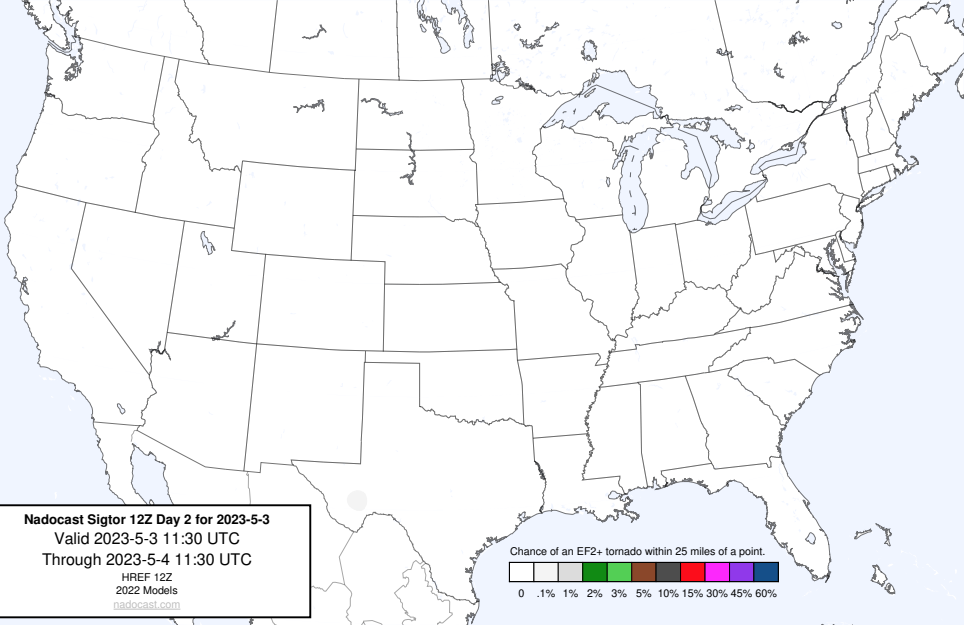 Nadocast Sigtor 12Z Day 2 for 2023-5-3
Valid 2023-5-3 11:30 UTC
Through 2023-5-4 11:30 UTC
HREF 12Z
2022 Models
nadocast.com
Chance of an EF2+ tornado within 25 miles of a point.
0 .1% 1% 2% 3% 5% 10% 15% 30% 45% 60%